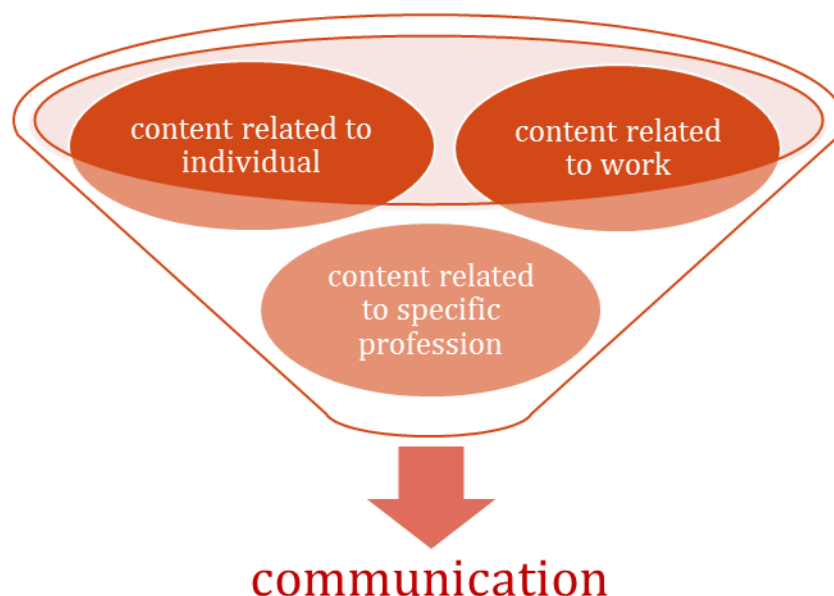 content related to
individual
content related
to work
content related
to specific
profession
communication